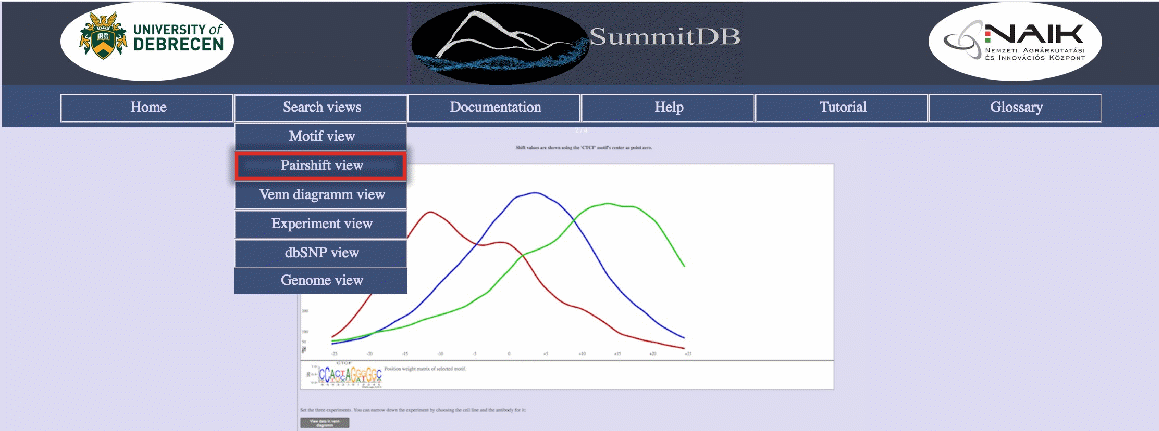 UNIVERSITY of
DEBRECEN
SummitDB
NAIK
NEMZETI AGRÁRKUTATÁSI
ÉS INNOVÁCIÓS KÖZPONT
Home
Search views
Documentation
Help
Tutorial
Glossary
Motif view
Pairshift view
Venn diagramm view
Experiment view
dbSNP view
Genome view
Shift values are shown using the 'CTCF' motif's center as point zero.
-25 -20 -15 -10 -5 0 +5 +10 +15 +20 +25
CTCF
Position weight matrix of selected motif.
Set the three experiments. You can narrow down the experiment by choosing the cell line and the antibody for it:
View data in venn
diagramm